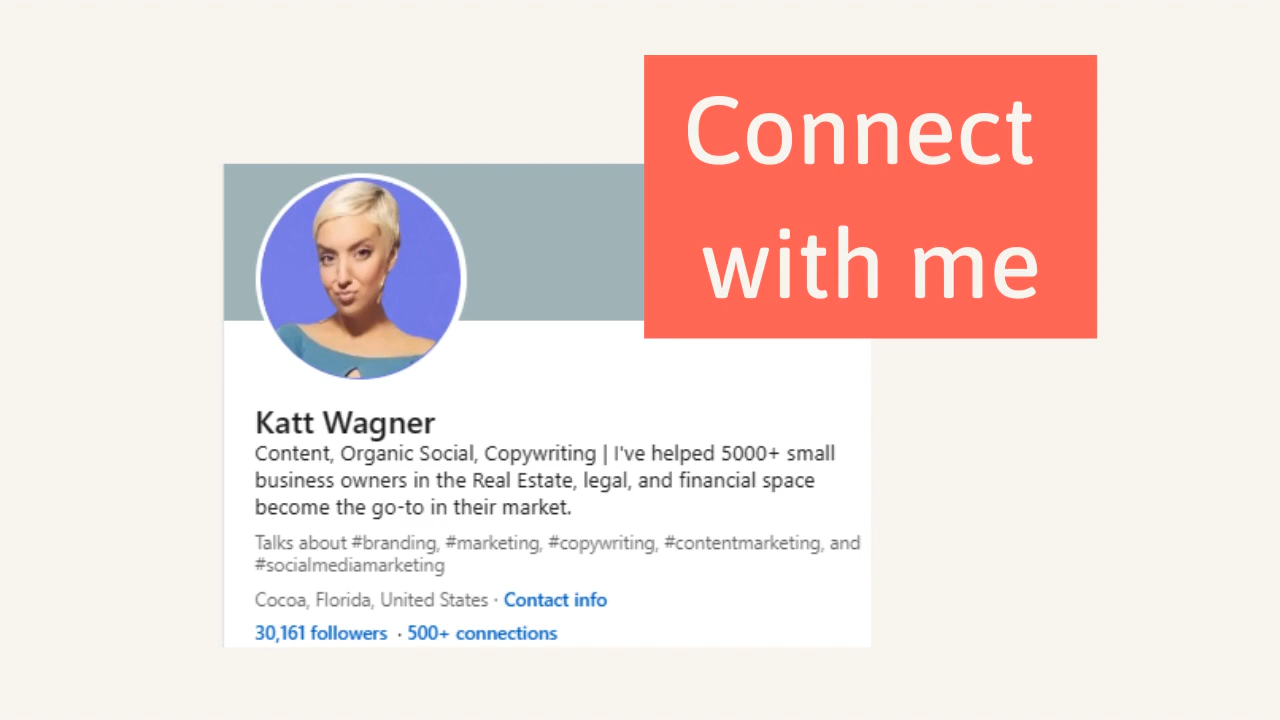 Connect
with me
Katt Wagner
Content, Organic Social, Copywriting | I've helped 5000+ small
business owners in the Real Estate, legal, and financial space
become the go-to in their market.
Talks about #branding, #marketing, #copywriting, #contentmarketing, and
#socialmediamarketing
Cocoa, Florida, United States · Contact info
30,161 followers · 500+ connections